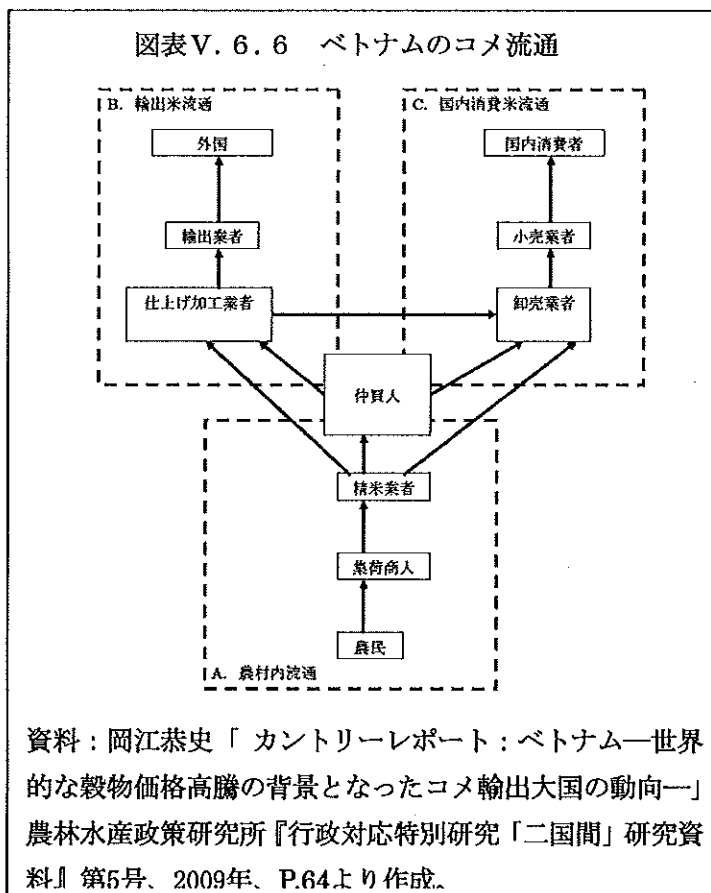 図表Ⅴ.６.６ ベトナムのコメ流通
B. 輸出米流通
C. 国内消費米流通
外国
国内消費者
輸出業者
小売業者
仕上げ加工業者
卸売業者
仲買人
精米業者
集荷商人
農民
A. 農村内流通
資料：岡江恭史「 カントリーレポート：ベトナム―世界
的な穀物価格高騰の背景となったコメ輸出大国の動向―」
農林水産政策研究所『行政対応特別研究「二国間」研究資
料』第5号、2009年、P.64より作成。